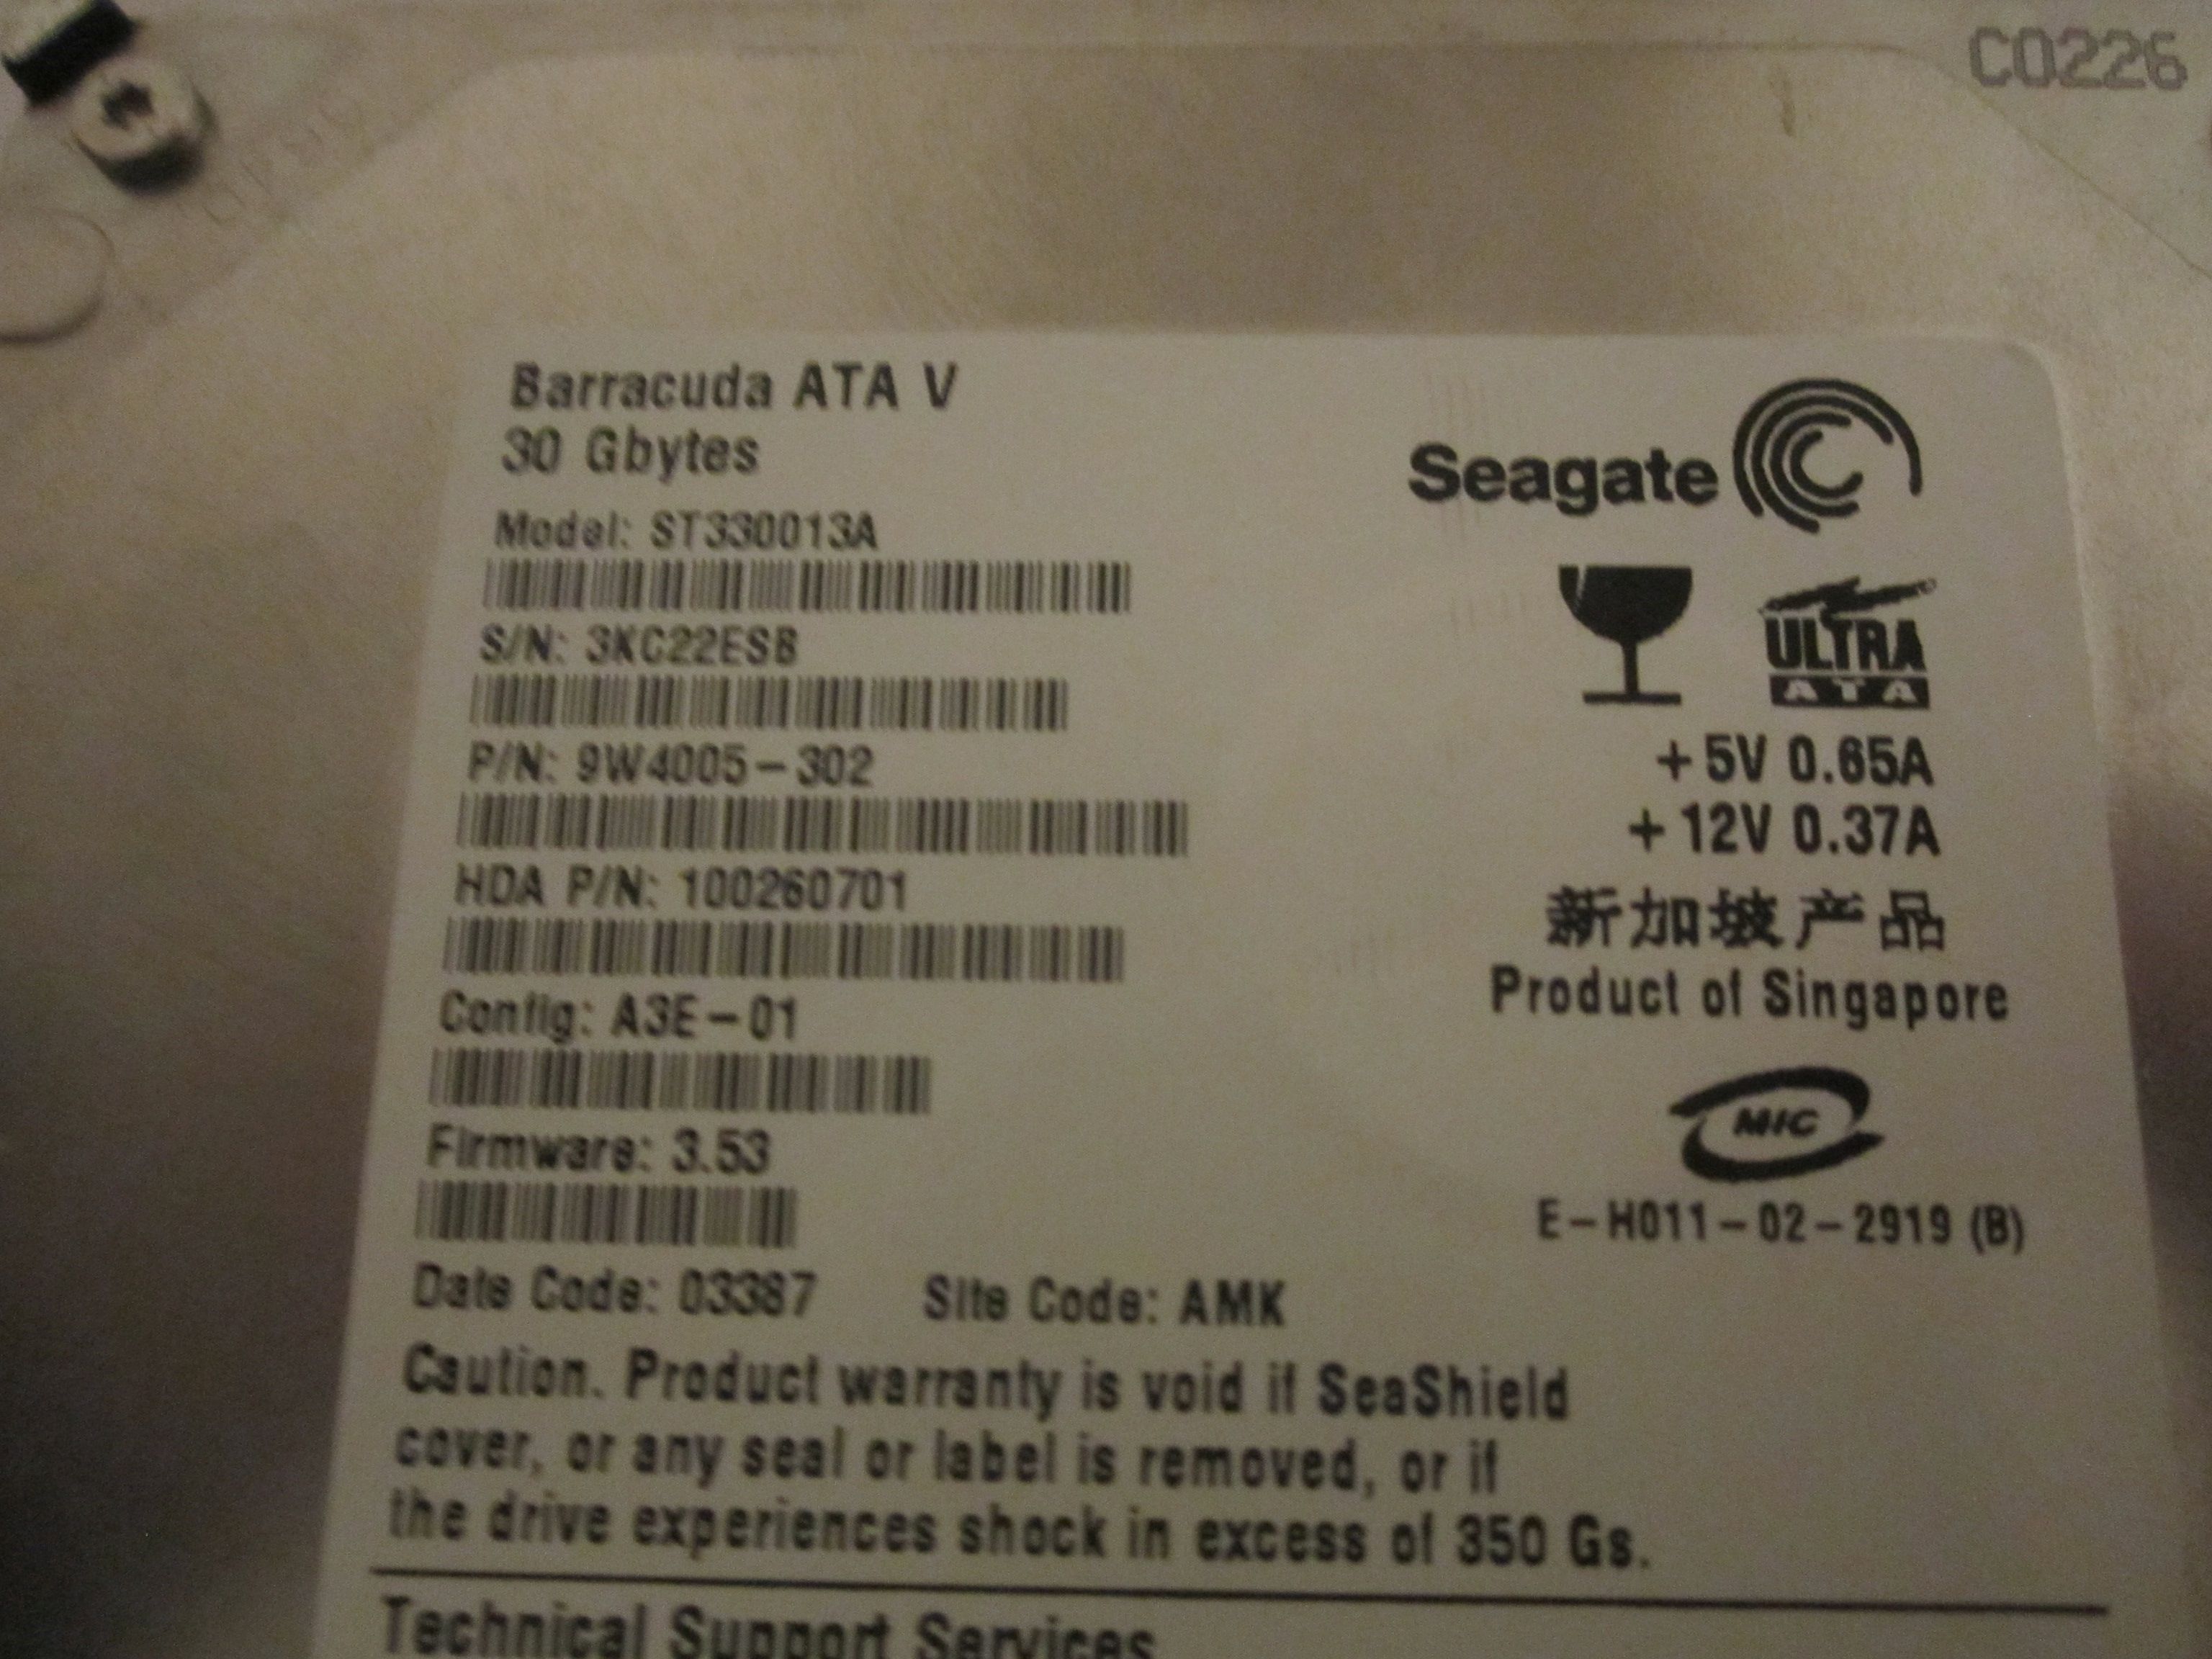 C0226
Barracuda ATA V
30 Gbytes
Seagate
Model: ST330013A
ULTRA
ATA
S/N: 3KC22ESB
P/N: 9W4005-302
+5V 0.65A
+12V 0.37A
HDA P/N: 100260701
新加坡产品
Product of Singapore
Config: A3E-01
MIC
Firmware: 3.53
E-H011-02-2919 (B)
Date Code: 03387 Site Code: AMK
Caution. Product warranty is void if SeaShield
cover, or any seal or label is removed, or if
the drive experiences shock in excess of 350 Gs.
Technical Support Services